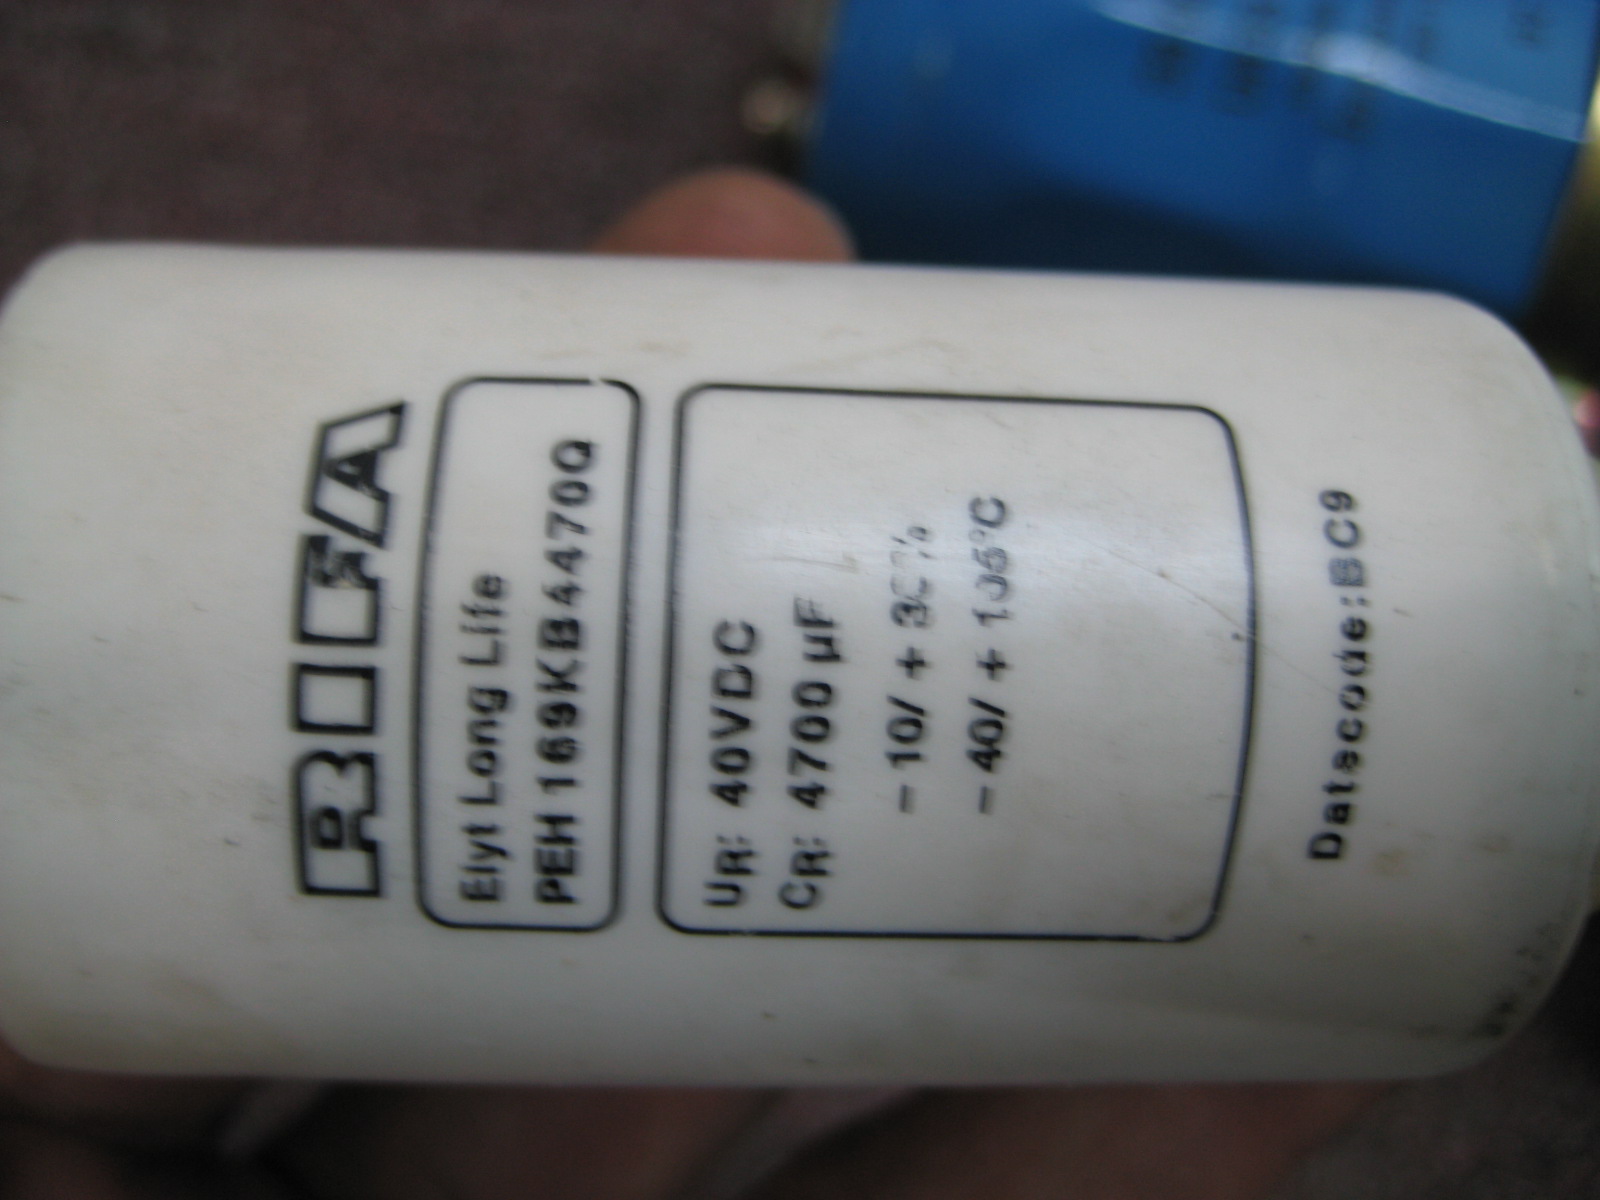 RIFA
Elyt Long Life
PEH 169KB4470Q
UR: 40VDC
CR: 4700 µF
-10/ + 30%
-40/ + 105°C
Datecode:BC9